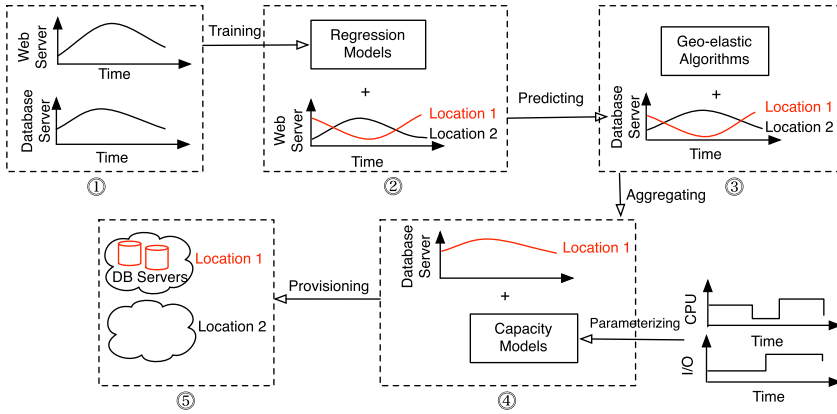 Web
Server
Time
Database
Server
Time
①
Training
Regression
Models
+
Web
Server
Location 1
Location 2
Time
②
Predicting
Geo-elastic
Algorithms
+
Database
Server
Location 1
Location 2
Time
③
Aggregating
Database
Server
Location 1
Time
+
Capacity
Models
④
Parameterizing
CPU
Time
I/O
Time
Provisioning
DB Servers
Location 1
Location 2
⑤